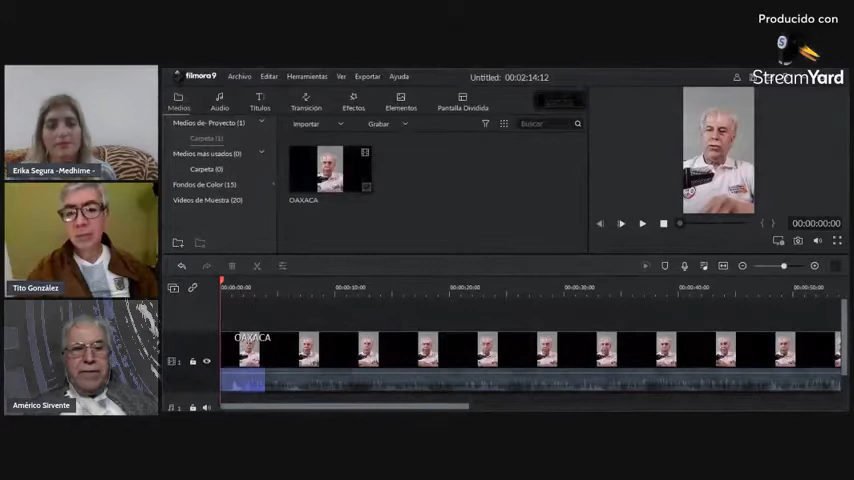 Producido con
StreamYard
filmora9 Archivo Editar Herramientas Ver Exportar Ayuda Untitled: 00:02:14:12
Medios Audio Títulos Transición Efectos Elementos Pantalla Dividida
Medios de- Proyecto (1)
Carpeta (1)
Medios más usados (0)
Carpeta (0)
Fondos de Color (15)
Videos de Muestra (20)
Importar Grabar Buscar
OAXACA
00:00:00:00
00:00:00:00 00:00:10:00 00:00:20:00 00:00:30:00 00:00:40:00 00:00:50:00
OAXACA
1
1
Erika Segura -Medhime -
Tito González
Américo Sirvente